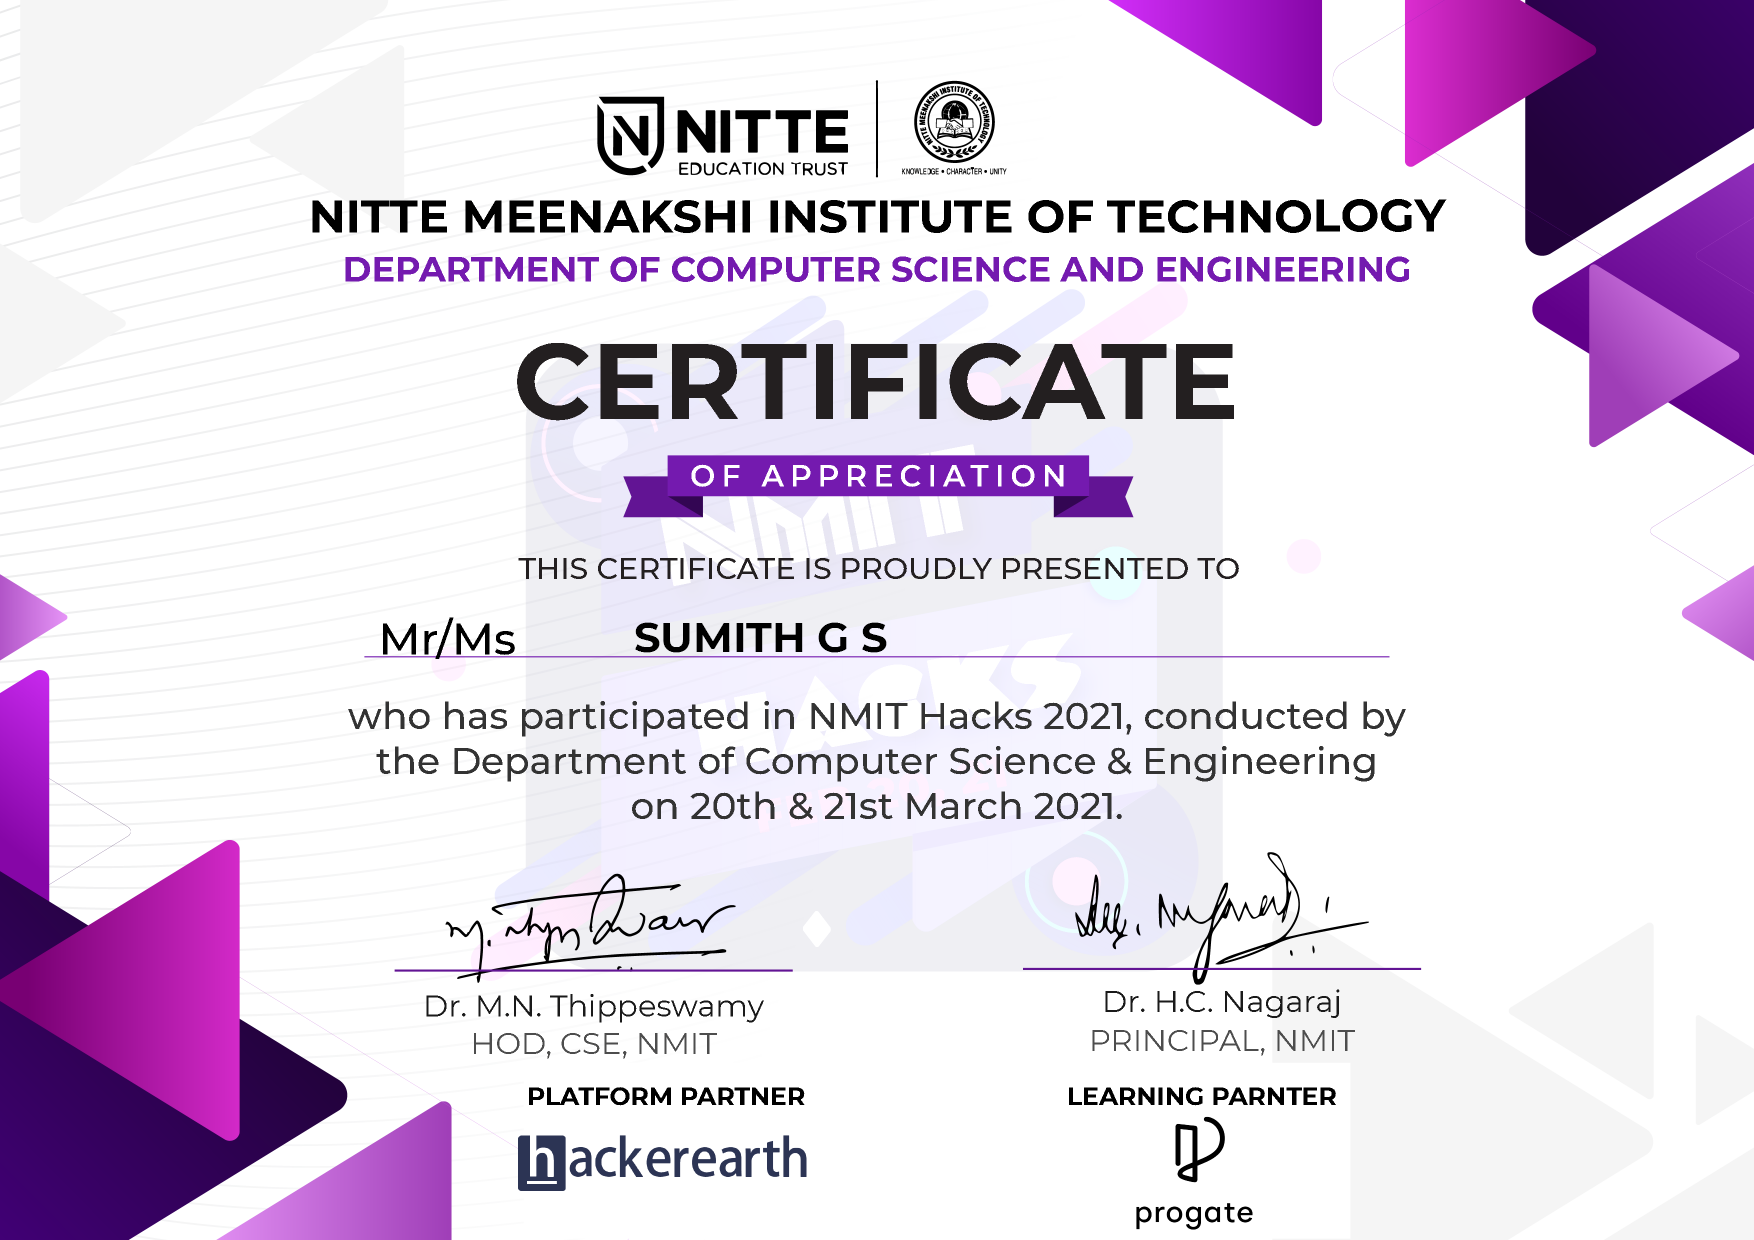 NITTE
EDUCATION TRUST
NITTE MEENAKSHI INSTITUTE OF TECHNOLOGY
KNOWLEDGE • CHARACTER • UNITY
NITTE MEENAKSHI INSTITUTE OF TECHNOLOGY
DEPARTMENT OF COMPUTER SCIENCE AND ENGINEERING
CERTIFICATE
OF APPRECIATION
NMIT
HACKS
THIS CERTIFICATE IS PROUDLY PRESENTED TO
Mr/Ms SUMITH G S
who has participated in NMIT Hacks 2021, conducted by
the Department of Computer Science & Engineering
on 20th & 21st March 2021.
Dr. M.N. Thippeswamy
HOD, CSE, NMIT
Dr. H.C. Nagaraj
PRINCIPAL, NMIT
PLATFORM PARTNER
hackerearth
LEARNING PARNTER
progate